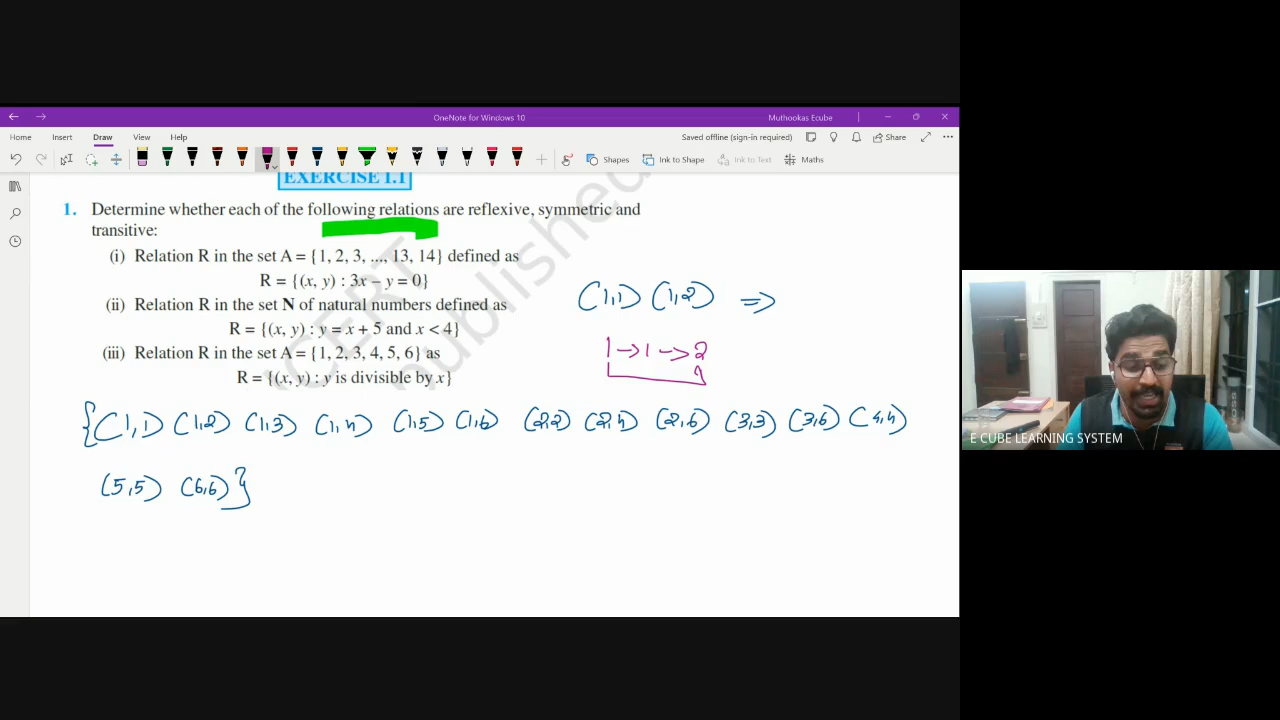 OneNote for Windows 10
Muthookas Ecube
Home Insert Draw View Help
Saved offline (sign-in required) Share
Shapes Ink to Shape Ink to Text Maths
EXERCISE 1.1
1. Determine whether each of the following relations are reflexive, symmetric and
transitive:
(i) Relation R in the set A = {1, 2, 3, ..., 13, 14} defined as
R = {(x, y) : 3x – y = 0}
(ii) Relation R in the set N of natural numbers defined as
R = {(x, y) : y = x + 5 and x < 4}
(iii) Relation R in the set A = {1, 2, 3, 4, 5, 6} as
R = {(x, y) : y is divisible by x}
(1,1) (1,2) ⇒
1 → 1 → 2
{(1,1) (1,2) (1,3) (1,4) (1,5) (1,6) (2,2) (2,4) (2,6) (3,3) (3,6) (4,4)
(5,5) (6,6)}
CERT
published
E CUBE LEARNING SYSTEM